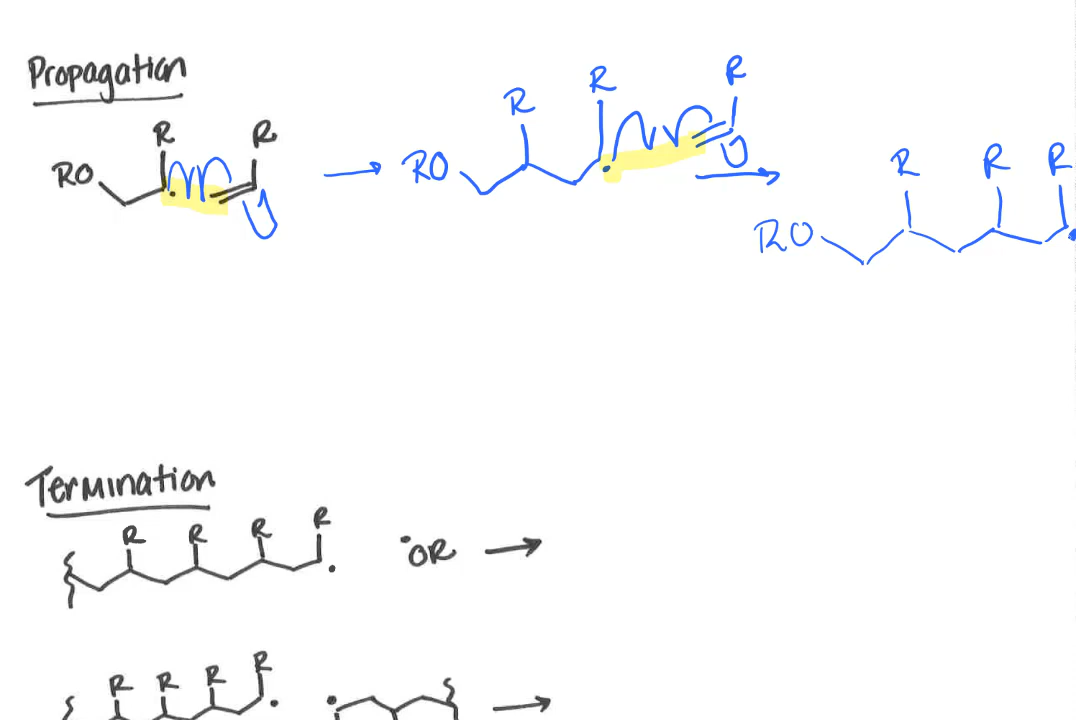 Propagation
R R RO
R R R RO
R R R RO
Termination
R R R R •OR
R R R R